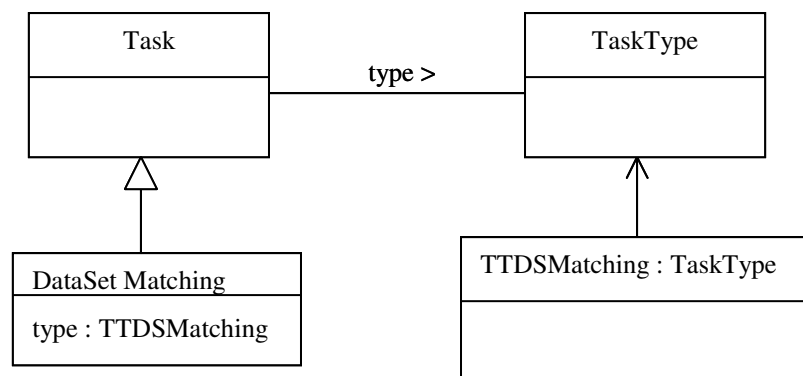 Task
TaskType
type >
DataSet Matching
type : TTDSMatching
TTDSMatching : TaskType